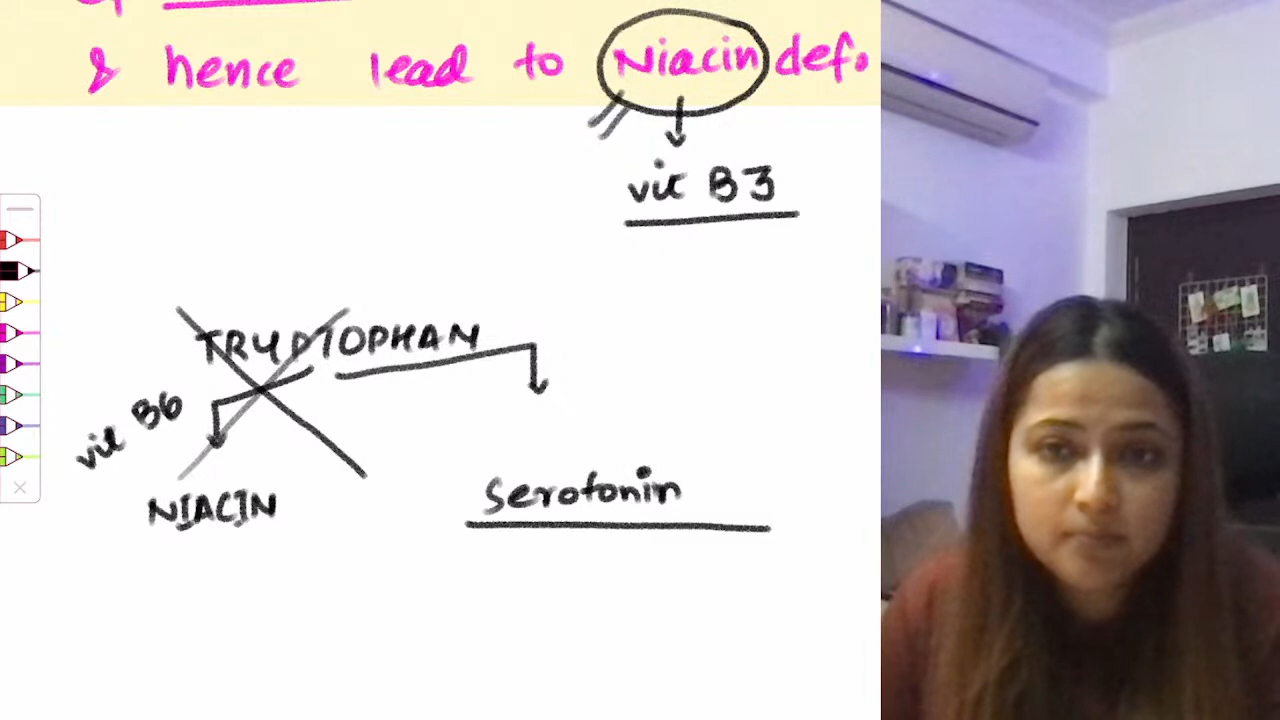 & hence lead to Niacin def.
vit B3
TRYPTOPHAN
vit B6
NIACIN
Serotonin